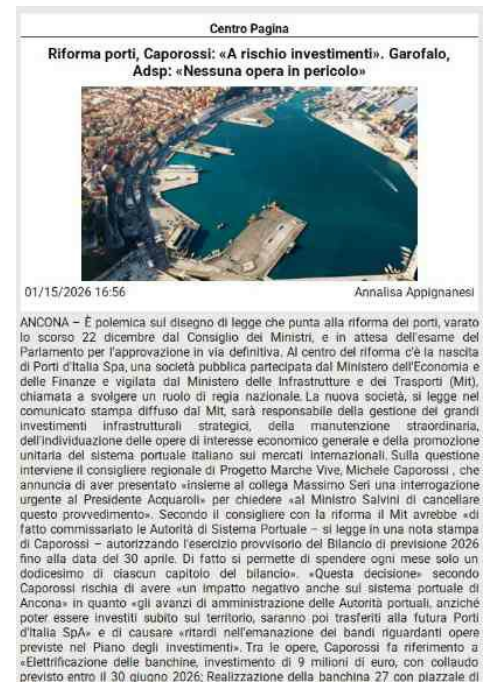 Centro Pagina
Riforma porti, Caporossi: «A rischio investimenti». Garofalo,
Adsp: «Nessuna opera in pericolo»
01/15/2026 16:56
Annalisa Appignanesi
ANCONA – È polemica sul disegno di legge che punta alla riforma dei porti, varato
lo scorso 22 dicembre dal Consiglio dei Ministri, e in attesa dell'esame del
Parlamento per l'approvazione in via definitiva. Al centro del riforma c'è la nascita
di Porti d'Italia Spa, una società pubblica partecipata dal Ministero dell'Economia e
delle Finanze e vigilata dal Ministero delle Infrastrutture e dei Trasporti (Mit),
chiamata a svolgere un ruolo di regia nazionale. La nuova società, si legge nel
comunicato stampa diffuso dal Mit, sarà responsabile della gestione dei grandi
investimenti infrastrutturali strategici, della manutenzione straordinaria,
dell'individuazione delle opere di interesse economico generale e della promozione
unitaria del sistema portuale italiano sui mercati internazionali. Sulla questione
interviene il consigliere regionale di Progetto Marche Vive, Michele Caporossi , che
annuncia di aver presentato «insieme al collega Massimo Seri una interrogazione
urgente al Presidente Acquaroli» per chiedere «al Ministro Salvini di cancellare
questo provvedimento». Secondo il consigliere con la riforma il Mit avrebbe «di
fatto commissariato le Autorità di Sistema Portuale – si legge in una nota stampa
di Caporossi – autorizzando l'esercizio provvisorio del Bilancio di previsione 2026
fino alla data del 30 aprile. Di fatto si permette di spendere ogni mese solo un
dodicesimo di ciascun capitolo del bilancio». «Questa decisione» secondo
Caporossi rischia di avere «un impatto negativo anche sul sistema portuale di
Ancona» in quanto «gli avanzi di amministrazione delle Autorità portuali, anziché
poter essere investiti subito sul territorio, saranno poi trasferiti alla futura Porti
d'Italia SpA» e di causare «ritardi nell'emanazione dei bandi riguardanti opere
previste nel Piano degli investimenti». Tra le opere, Caporossi fa riferimento a
«Elettrificazione delle banchine, investimento di 9 milioni di euro, con collaudo
previsto entro il 30 giugno 2026; Realizzazione della banchina 27 con piazzale di